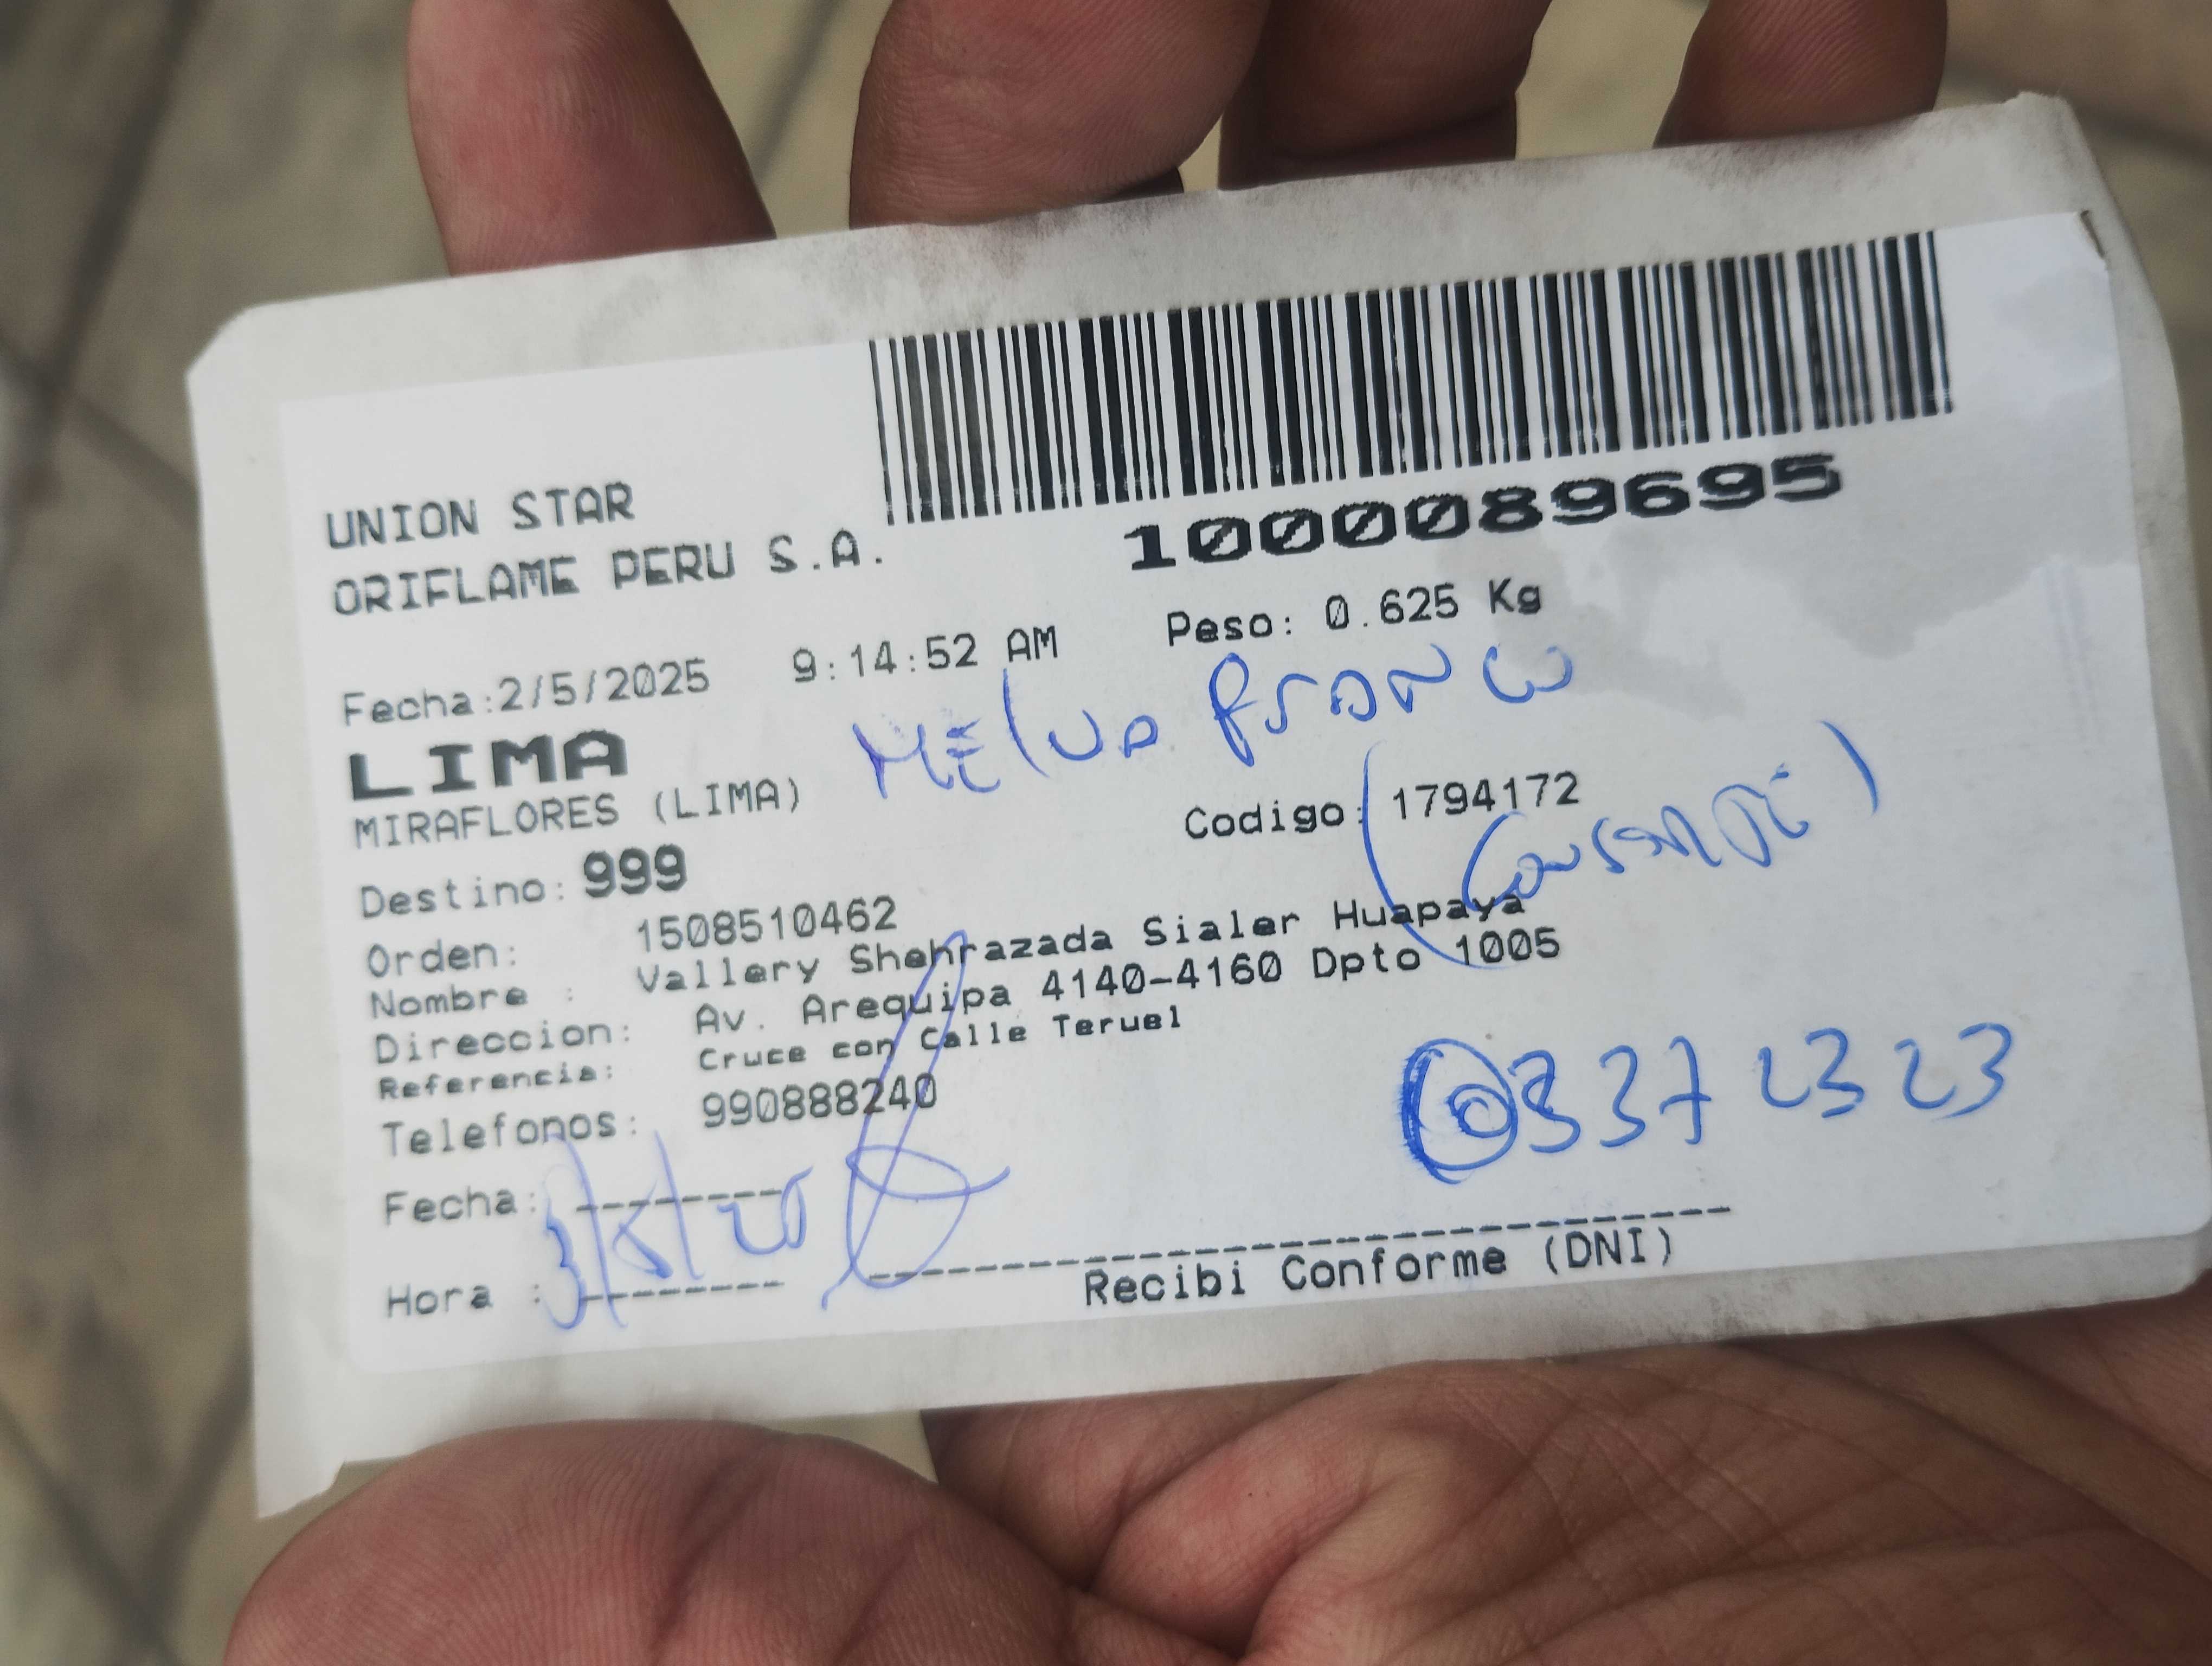 1000089695
UNION STAR
ORIFLAME PERU S.A.
Fecha:2/5/2025 9:14:52 AM Peso: 0.625 Kg
LIMA
MIRAFLORES (LIMA)
Destino: 999 Codigo: 1794172
Orden: 1508510462
Nombre : Vallery Shehrazada Sialer Huapaya
Direccion: Av. Arequipa 4140-4160 Dpto 1005
Referencia: Cruce con Calle Teruel
Telefonos: 990888240
Fecha:
Hora :
Recibi Conforme (DNI)